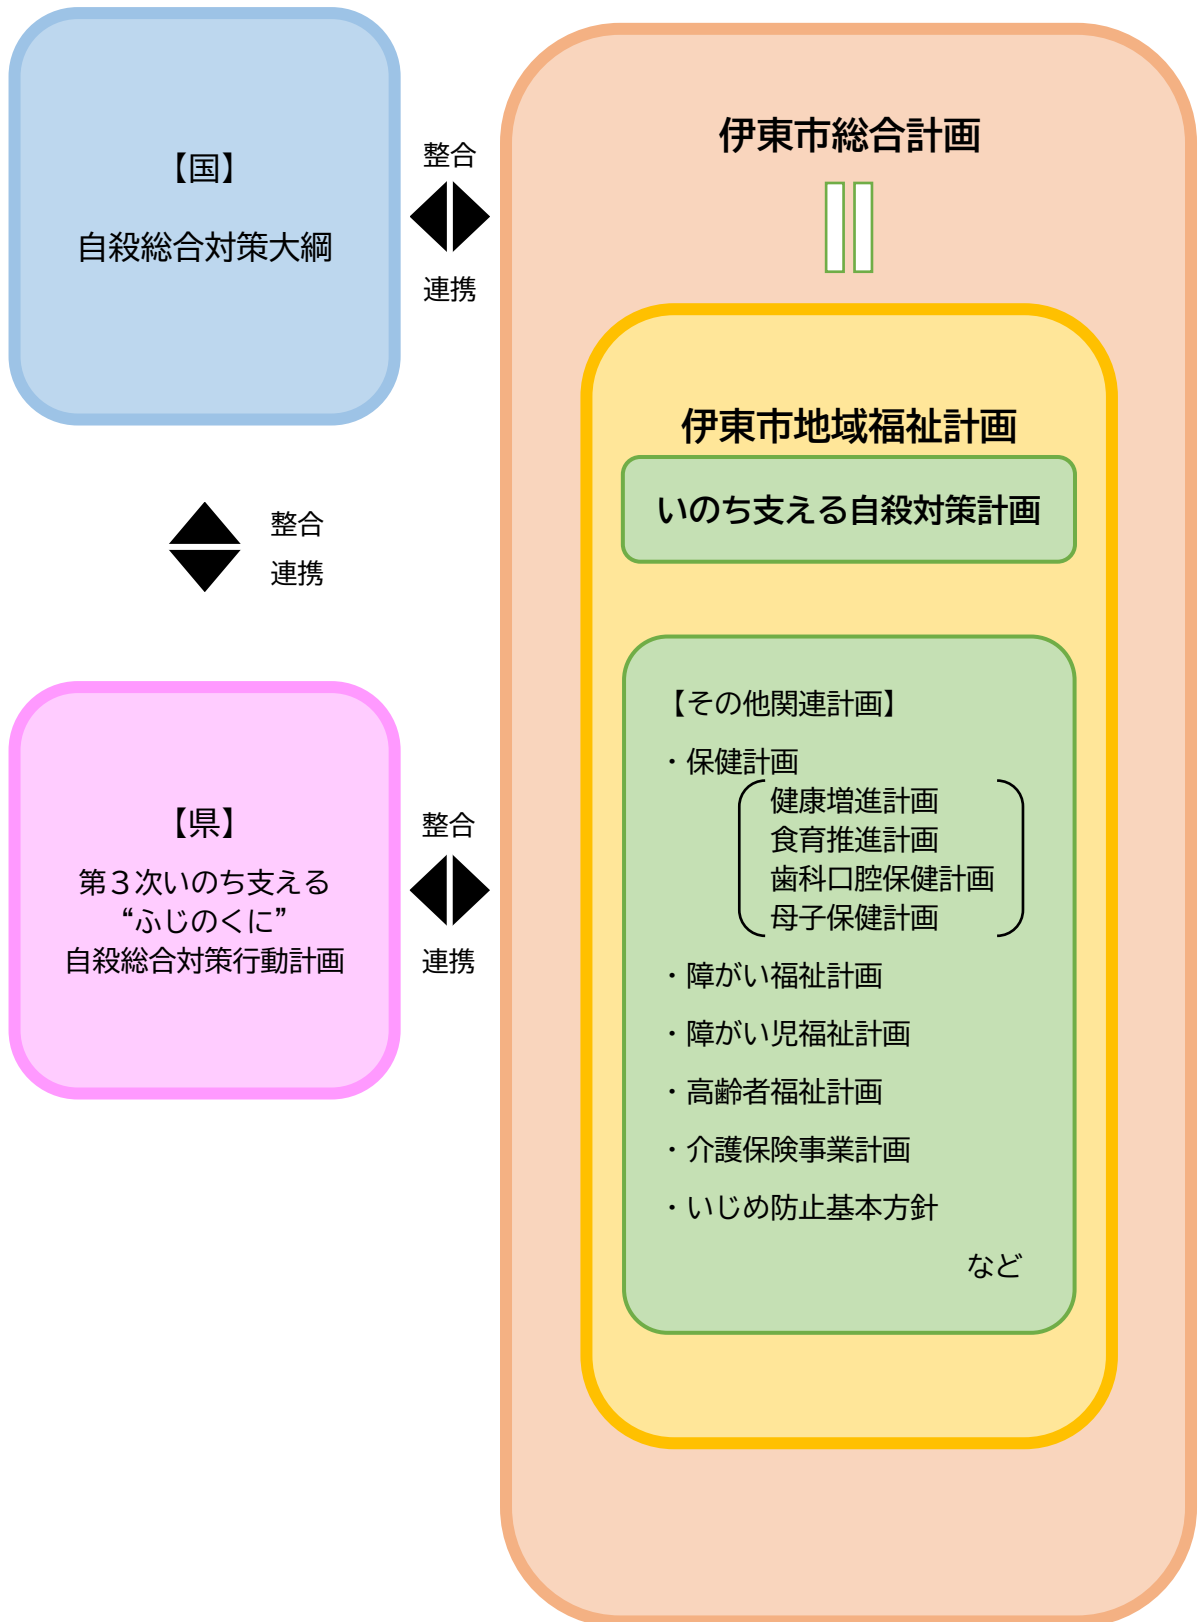 【国】
自殺総合対策大綱
整合
連携
整合
連携
【県】
第３次いのち支える
“ふじのくに”
自殺総合対策行動計画
整合
連携
伊東市総合計画
伊東市地域福祉計画
いのち支える自殺対策計画
【その他関連計画】
・保健計画
健康増進計画
食育推進計画
歯科口腔保健計画
母子保健計画
・障がい福祉計画
・障がい児福祉計画
・高齢者福祉計画
・介護保険事業計画
・いじめ防止基本方針
など